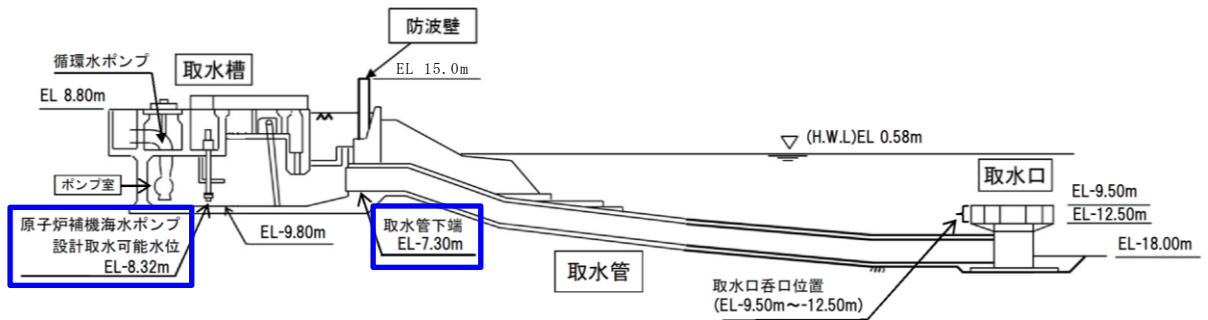 防波壁
EL 15.0m
循環水ポンプ
取水槽
EL 8.80m
(H.W.L)EL 0.58m
取水口
ポンプ室
EL-9.50m
EL-12.50m
原子炉補機海水ポンプ
設計取水可能水位
EL-8.32m
EL-9.80m
取水管下端
EL-7.30m
EL-18.00m
取水管
取水口呑口位置
(EL-9.50m～-12.50m)